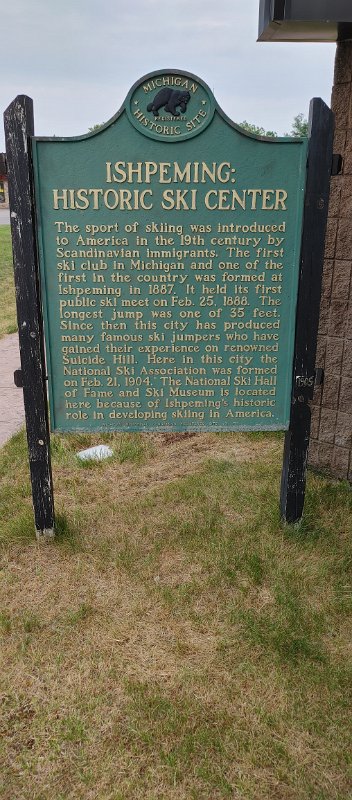 MICHIGAN
REGISTERED
HISTORIC SITE
ISHPEMING:
HISTORIC SKI CENTER
The sport of skiing was introduced
to America in the 19th century by
Scandinavian immigrants. The first
ski club in Michigan and one of the
first in the country was formed at
Ishpeming in 1887. It held its first
public ski meet on Feb. 25, 1888. The
longest jump was one of 35 feet.
Since then this city has produced
many famous ski jumpers who have
gained their experience on renowned
Suicide Hill. Here in this city the
National Ski Association was formed
on Feb. 21, 1904. The National Ski Hall
of Fame and Ski Museum is located
here because of Ishpeming's historic
role in developing skiing in America.